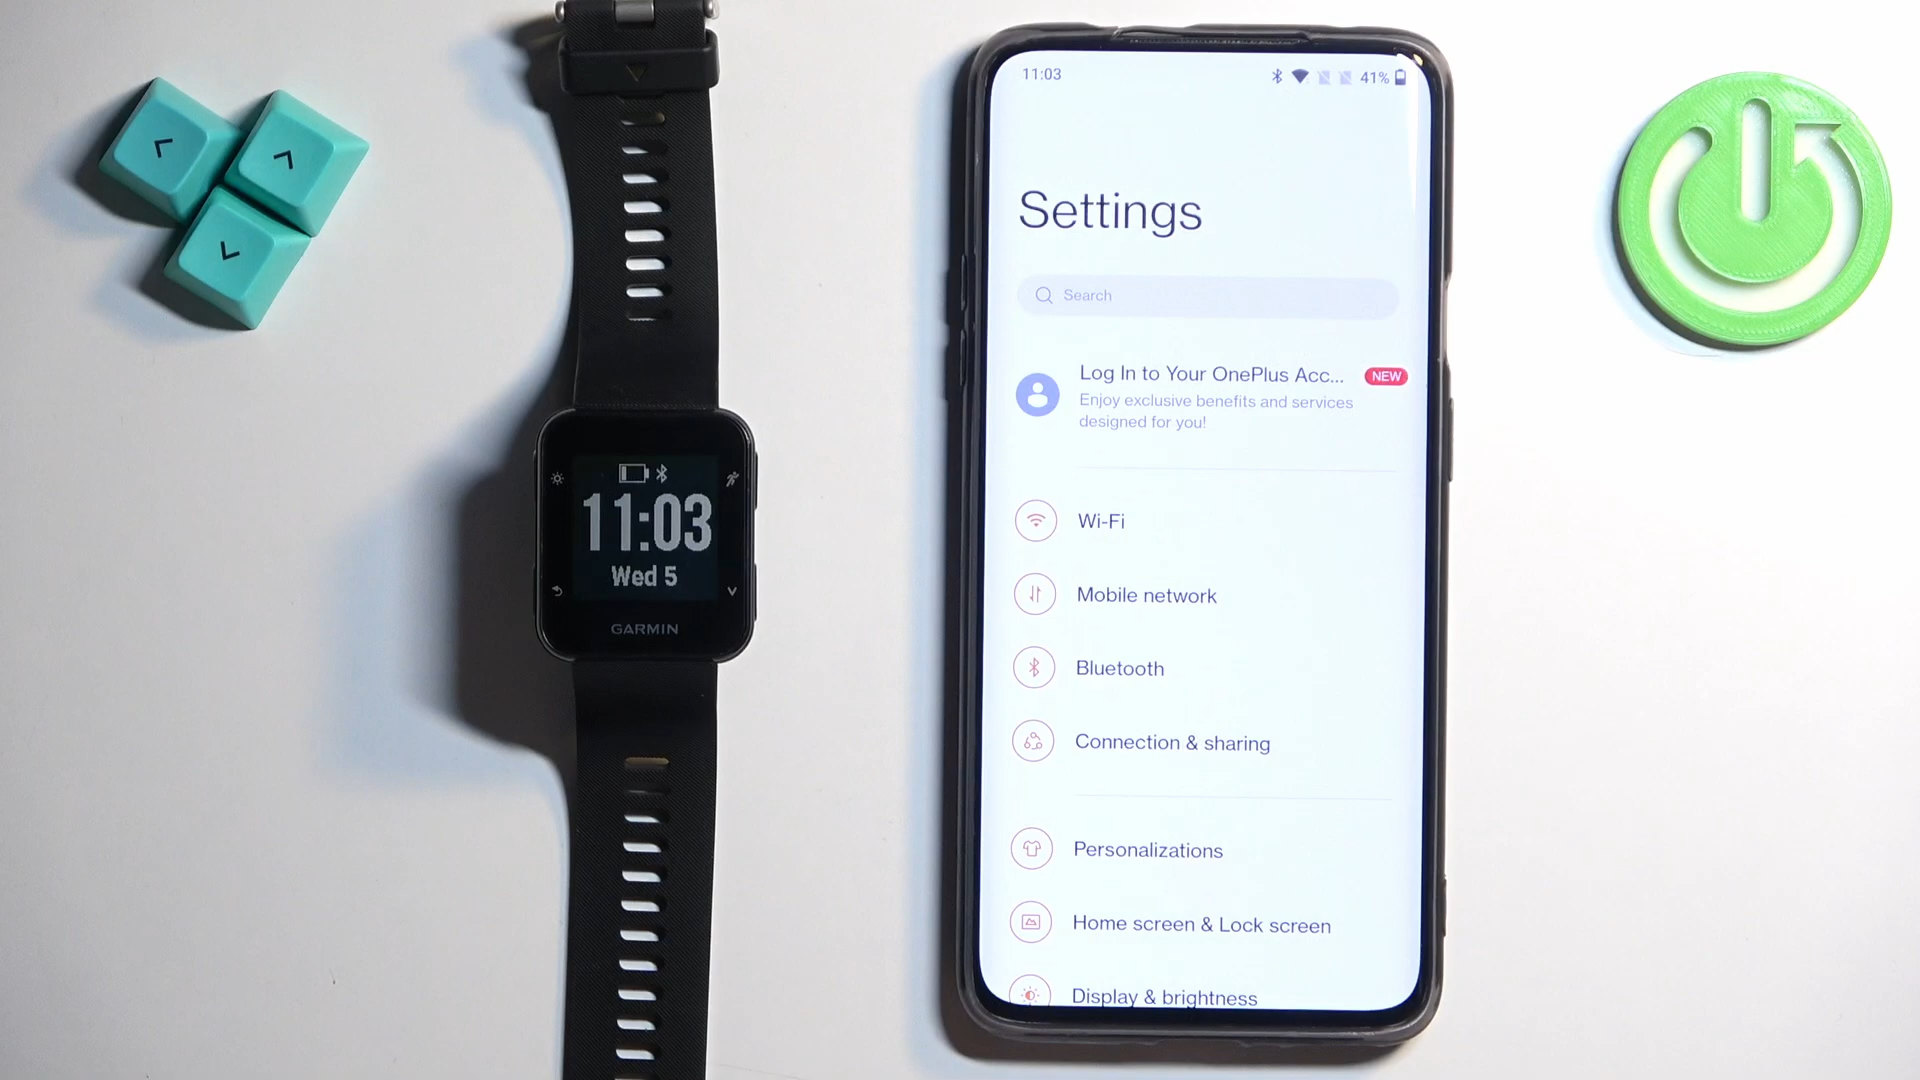 11:03
Wed 5
GARMIN
11:03
41%
Settings
Search
Log In to Your OnePlus Acc...
NEW
Enjoy exclusive benefits and services
designed for you!
Wi-Fi
Mobile network
Bluetooth
Connection & sharing
Personalizations
Home screen & Lock screen
Display & brightness